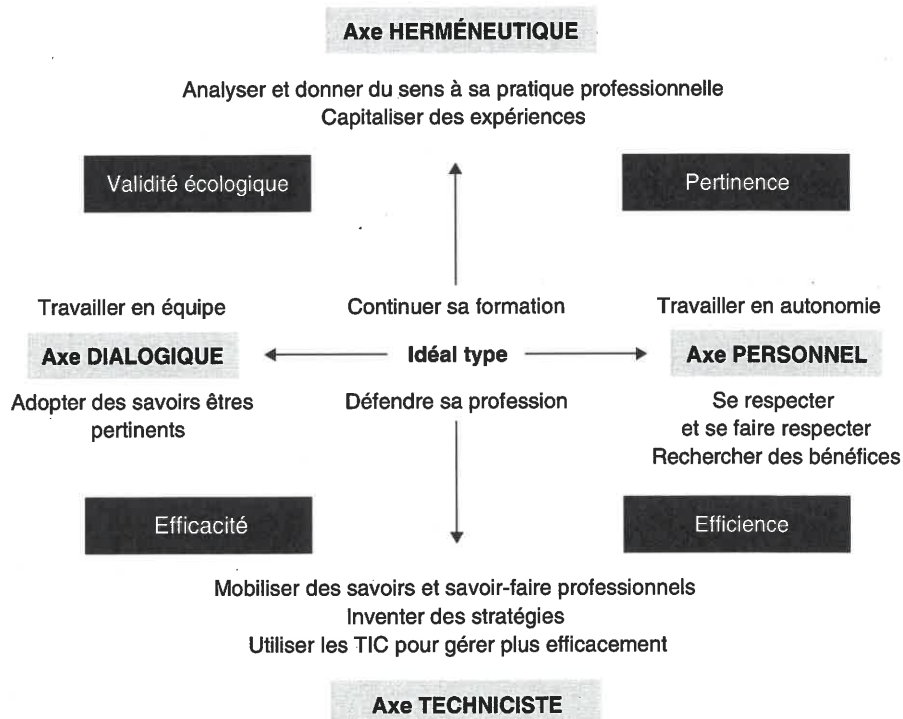 Axe HERMÉNEUTIQUE
Analyser et donner du sens à sa pratique professionnelle
Capitaliser des expériences
Validité écologique
Pertinence
Travailler en équipe
Continuer sa formation
Travailler en autonomie
Axe DIALOGIQUE
Idéal type
Axe PERSONNEL
Adopter des savoirs êtres
pertinents
Défendre sa profession
Se respecter
et se faire respecter
Rechercher des bénéfices
Efficacité
Efficience
Mobiliser des savoirs et savoir-faire professionnels
Inventer des stratégies
Utiliser les TIC pour gérer plus efficacement
Axe TECHNICISTE